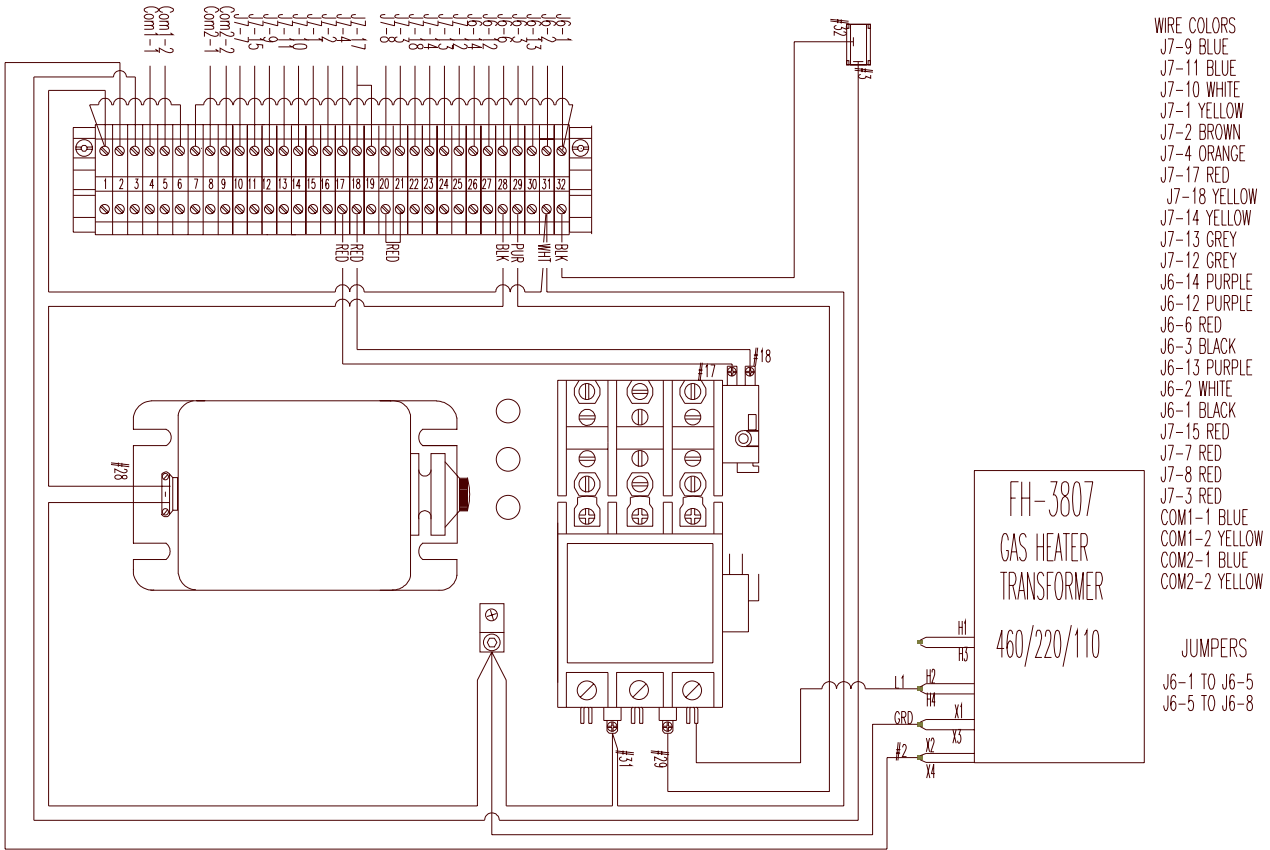 Com1-1
Com1-2
Com2-1
Com2-2
J7-7
J7-15
J7-9
J7-11
J7-10
J7-1
J7-2
J7-4
J7-17
J7-8
J7-3
J7-18
J7-14
J7-13
J7-12
J6-14
J6-12
J6-6
J6-3
J6-13
J6-2
J6-1
#32
#3
1 2 3 4 5 6 7 8 9 10 11 12 13 14 15 16 17 18 19 20 21 22 23 24 25 26 27 28 29 30 31 32
RED
RED
RED
BLK
PUR
WHT
BLK
#17
#18
#28
#31
#29
L1
GRD
#2
H1
H3
H2
H4
X1
X3
X2
X4
FH-3807
GAS HEATER
TRANSFORMER
460/220/110
WIRE COLORS
J7-9 BLUE
J7-11 BLUE
J7-10 WHITE
J7-1 YELLOW
J7-2 BROWN
J7-4 ORANGE
J7-17 RED
J7-18 YELLOW
J7-14 YELLOW
J7-13 GREY
J7-12 GREY
J6-14 PURPLE
J6-12 PURPLE
J6-6 RED
J6-3 BLACK
J6-13 PURPLE
J6-2 WHITE
J6-1 BLACK
J7-15 RED
J7-7 RED
J7-8 RED
J7-3 RED
COM1-1 BLUE
COM1-2 YELLOW
COM2-1 BLUE
COM2-2 YELLOW
JUMPERS
J6-1 TO J6-5
J6-5 TO J6-8